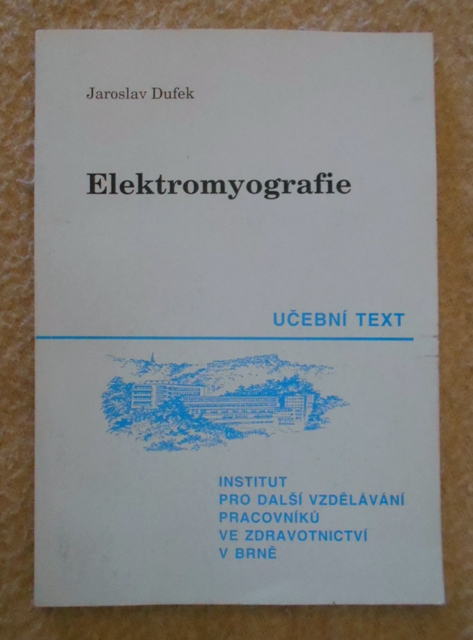 Jaroslav Dufek
Elektromyografie
UČEBNÍ TEXT
INSTITUT
PRO DALŠÍ VZDĚLÁVÁNÍ
PRACOVNÍKŮ
VE ZDRAVOTNICTVÍ
V BRNĚ